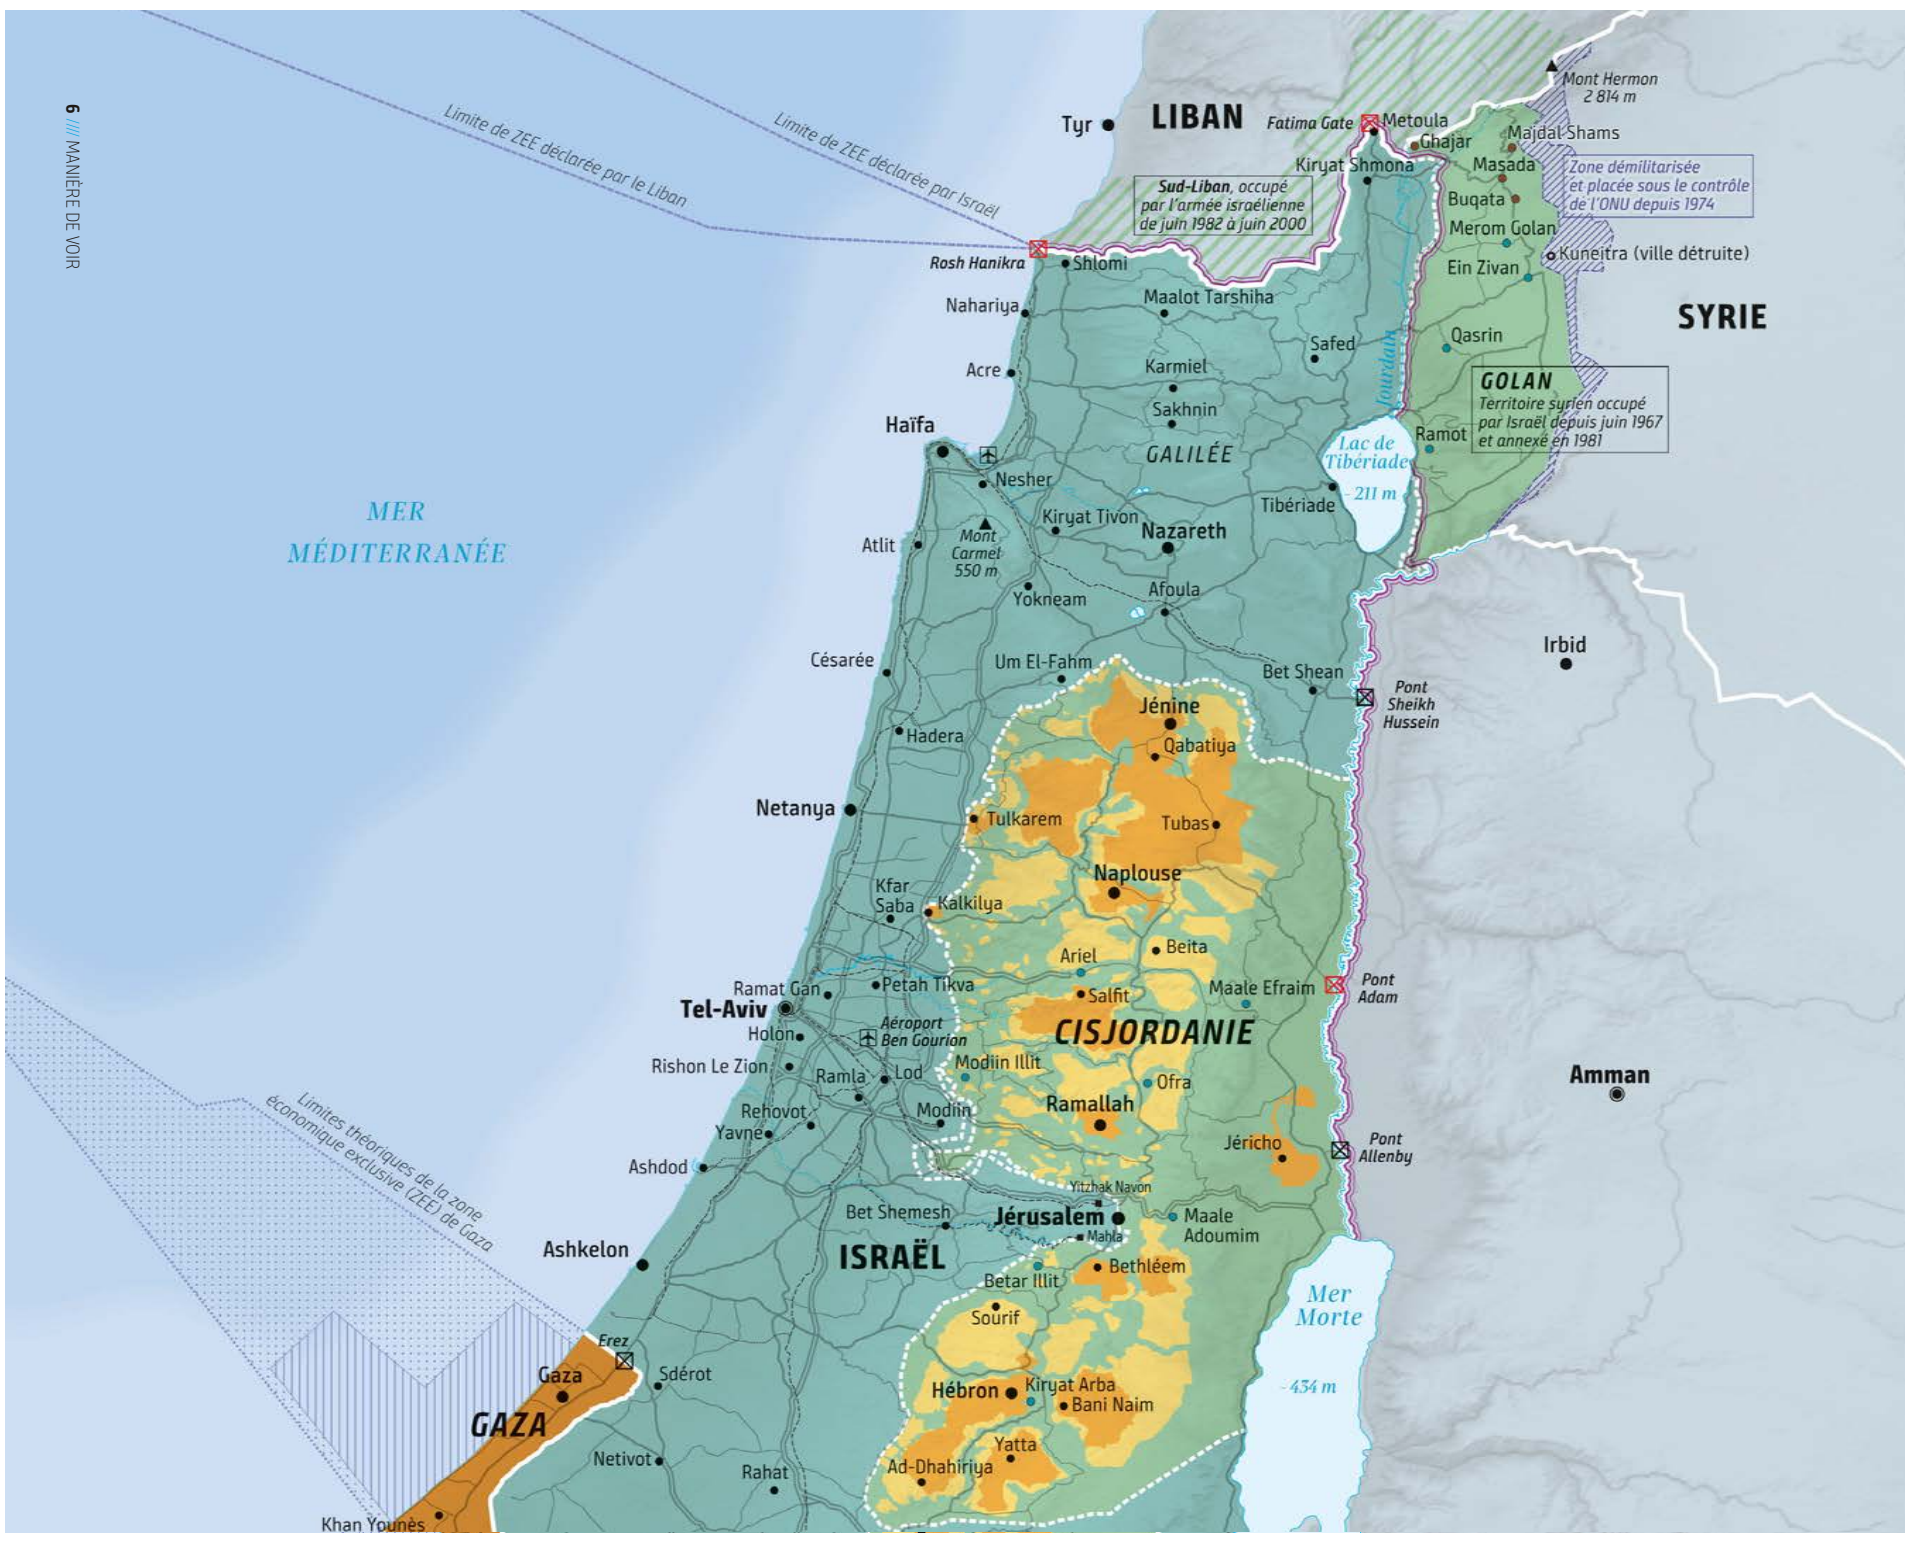 6 //// MANIÈRE DE VOIR
Limite de ZEE déclarée par le Liban
Limite de ZEE déclarée par Israël
Tyr
LIBAN
Fatima Gate
Metoula
Ghajar
Mont Hermon
2 814 m
Majdal Shams
Kiryat Shmona
Masada
Zone démilitarisée
et placée sous le contrôle
de l'ONU depuis 1974
Sud-Liban, occupé
par l'armée israélienne
de juin 1982 à juin 2000
Buqata
Merom Golan
Kuneitra (ville détruite)
Ein Zivan
Rosh Hanikra
Shlomi
Nahariya
Maalot Tarshiha
SYRIE
Safed
Jourdain
Qasrin
Acre
Karmiel
GOLAN
Territoire syrien occupé
par Israël depuis juin 1967
et annexé en 1981
Sakhnin
Haïfa
GALILÉE
Ramot
Lac de
Tibériade
- 211 m
Nesher
Tibériade
MER
MÉDITERRANÉE
Kiryat Tivon
Nazareth
Atlit
Mont
Carmel
550 m
Yokneam
Afoula
Irbid
Césarée
Um El-Fahm
Bet Shean
Pont
Sheikh
Hussein
Jénine
Hadera
Qabatiya
Netanya
Tulkarem
Tubas
Naplouse
Kfar
Saba
Kalkilya
Beita
Ariel
Ramat Gan
Petah Tikva
Salfit
Maale Efraim
Pont
Adam
Tel-Aviv
Aéroport
Ben Gourion
CISJORDANIE
Holon
Rishon Le Zion
Modiin Illit
Ramla
Lod
Ofra
Amman
Rehovot
Modiin
Ramallah
Yavne
Jéricho
Pont
Allenby
Ashdod
Limites théoriques de la zone
économique exclusive (ZEE) de Gaza
Yitzhak Navon
Bet Shemesh
Jérusalem
Maale
Adoumim
Mahla
Ashkelon
ISRAËL
Betar Illit
Bethléem
Mer
Morte
Sourif
Erez
Gaza
Sdérot
Hébron
Kiryat Arba
Bani Naim
- 434 m
GAZA
Netivot
Rahat
Ad-Dhahiriya
Yatta
Khan Younès